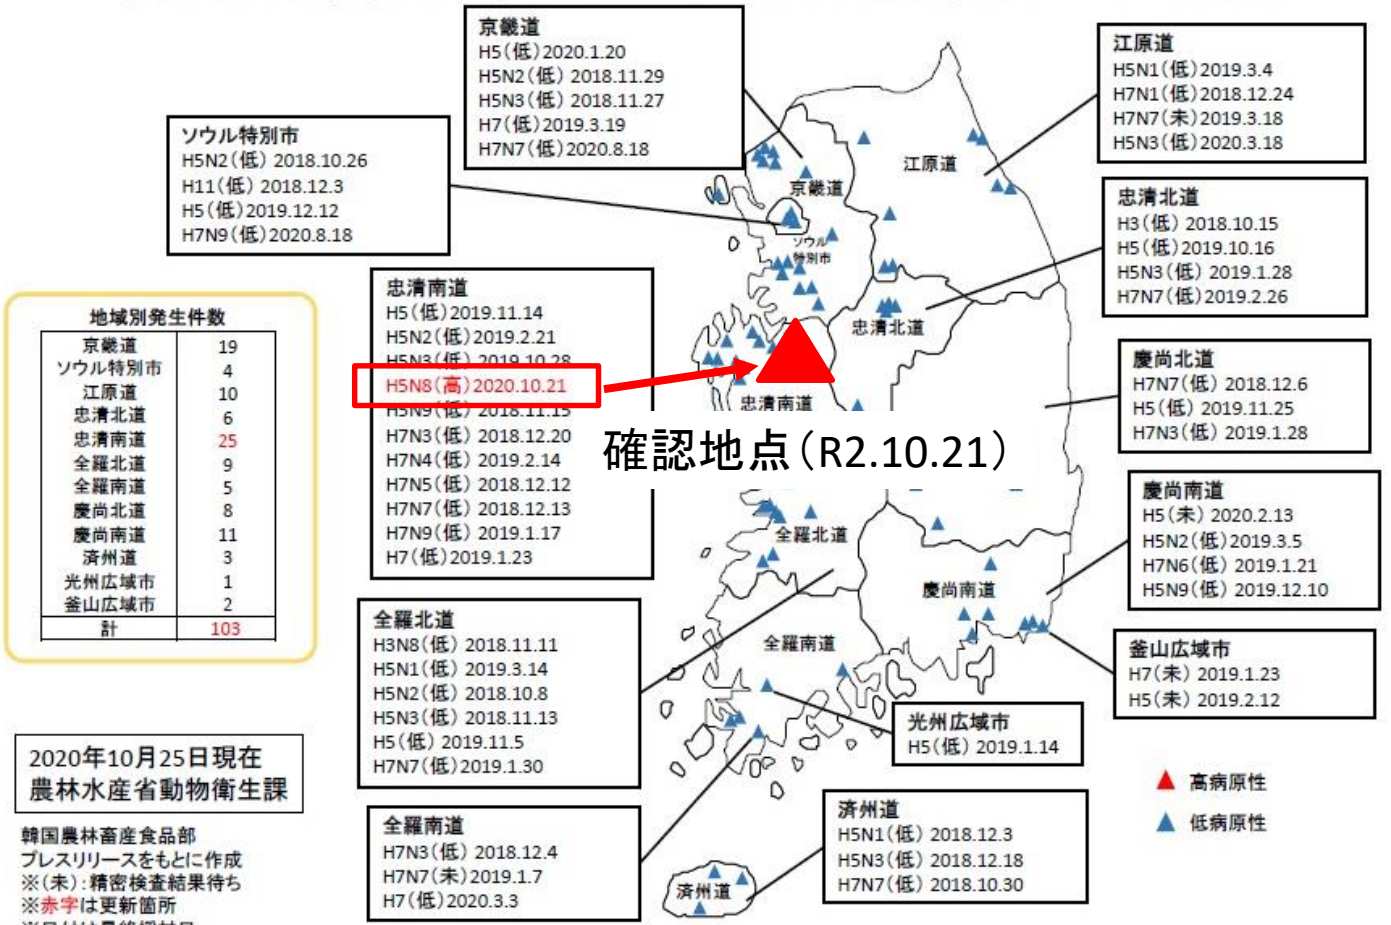 京畿道
H5(低)2020.1.20
H5N2(低) 2018.11.29
H5N3(低) 2018.11.27
H7(低)2019.3.19
H7N7(低)2020.8.18
江原道
H5N1(低)2019.3.4
H7N1(低)2018.12.24
H7N7(未)2019.3.18
H5N3(低)2020.3.18
ソウル特別市
H5N2(低) 2018.10.26
H11(低) 2018.12.3
H5(低)2019.12.12
H7N9(低)2020.8.18
忠清北道
H3(低) 2018.10.15
H5(低)2019.10.16
H5N3(低) 2019.1.28
H7N7(低)2019.2.26
江原道
京畿道
ソウル
特別市
忠清北道
忠清南道
忠清南道
H5(低)2019.11.14
H5N2(低)2019.2.21
H5N3(低) 2019.10.28
H5N8(高)2020.10.21
H5N9(低) 2018.11.15
H7N3(低) 2018.12.20
H7N4(低) 2019.2.14
H7N5(低) 2018.12.12
H7N7(低) 2018.12.13
H7N9(低) 2019.1.17
H7(低)2019.1.23
地域別発生件数
京畿道 19
ソウル特別市 4
江原道 10
忠清北道 6
忠清南道 25
全羅北道 9
全羅南道 5
慶尚北道 8
慶尚南道 11
済州道 3
光州広域市 1
釜山広域市 2
計 103
慶尚北道
H7N7(低) 2018.12.6
H5(低)2019.11.25
H7N3(低) 2019.1.28
確認地点(R2.10.21)
慶尚南道
H5(未) 2020.2.13
H5N2(低)2019.3.5
H7N6(低) 2019.1.21
H5N9(低) 2019.12.10
全羅北道
慶尚南道
全羅南道
全羅北道
H3N8(低) 2018.11.11
H5N1(低) 2019.3.14
H5N2(低) 2018.10.8
H5N3(低) 2018.11.13
H5(低) 2019.11.5
H7N7(低)2019.1.30
釜山広域市
H7(未) 2019.1.23
H5(未) 2019.2.12
光州広域市
H5(低) 2019.1.14
2020年10月25日現在
農林水産省動物衛生課
高病原性
低病原性
全羅南道
H7N3(低) 2018.12.4
H7N7(未)2019.1.7
H7(低)2020.3.3
済州道
H5N1(低) 2018.12.3
H5N3(低) 2018.12.18
H7N7(低) 2018.10.30
済州道
韓国農林畜産食品部
プレスリリースをもとに作成
※(未):精密検査結果待ち
※赤字は更新箇所